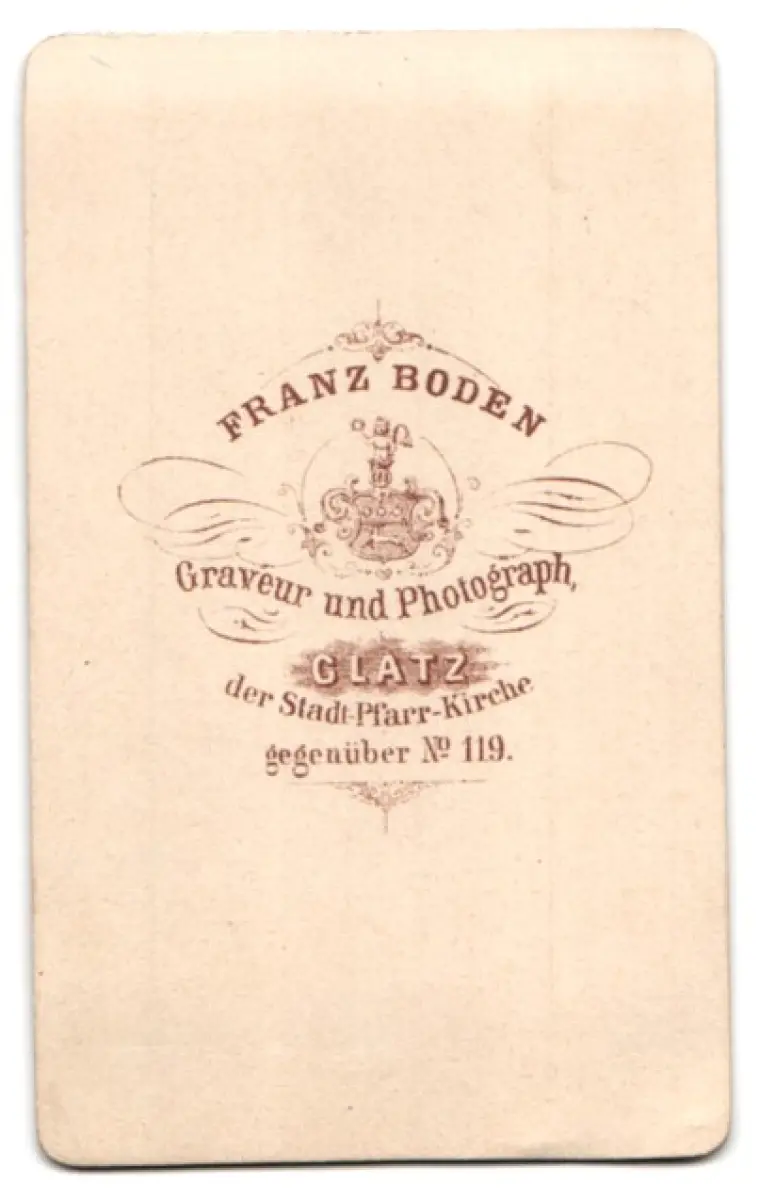 FRANZ BODEN
Graveur und Photograph,
GLATZ
der Stadt-Pfarr-Kirche
gegenüber No 119.